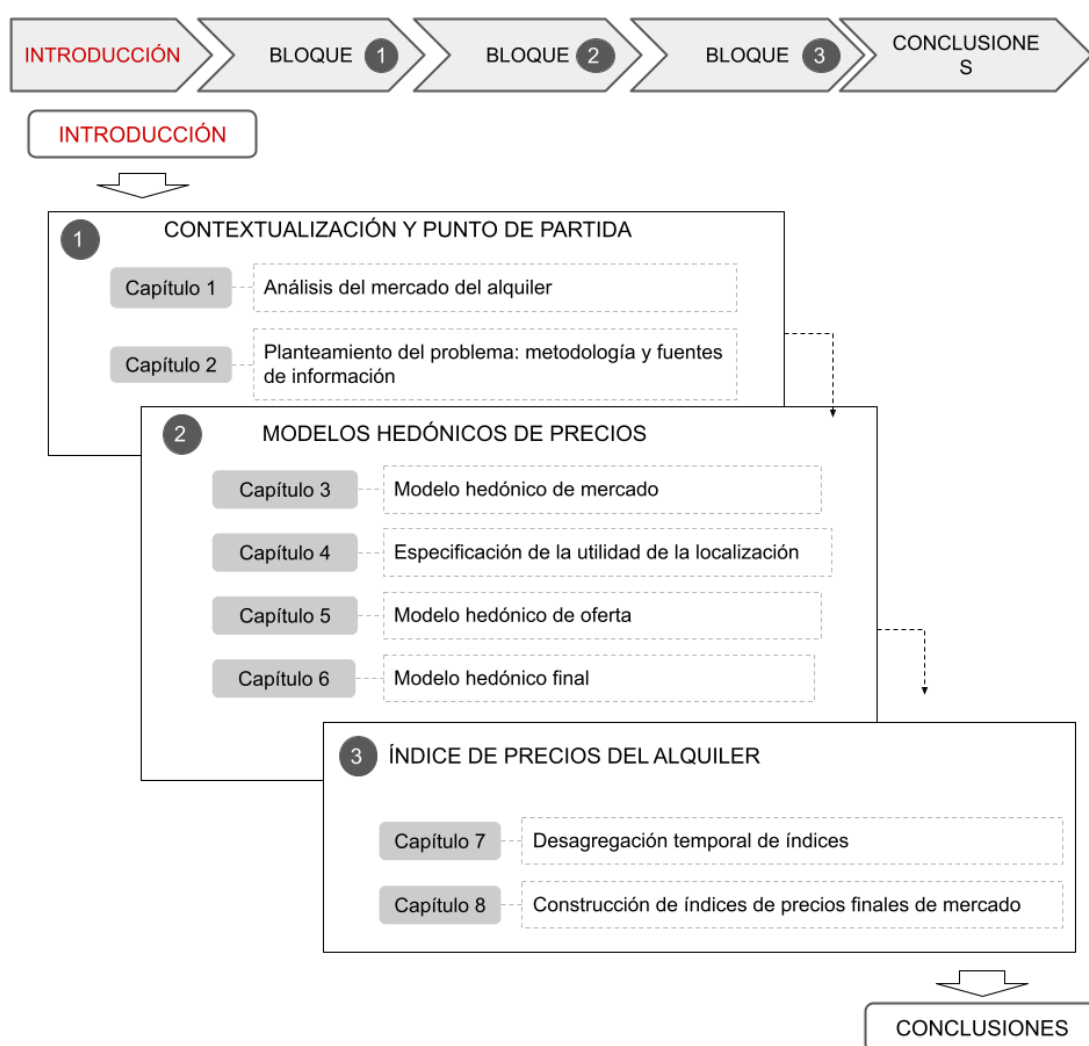 INTRODUCCIÓN
BLOQUE 1
BLOQUE 2
BLOQUE 3
CONCLUSIONE
S
INTRODUCCIÓN
1 CONTEXTUALIZACIÓN Y PUNTO DE PARTIDA
Capítulo 1 Análisis del mercado del alquiler
Capítulo 2 Planteamiento del problema: metodología y fuentes
de información
2 MODELOS HEDÓNICOS DE PRECIOS
Capítulo 3 Modelo hedónico de mercado
Capítulo 4 Especificación de la utilidad de la localización
Capítulo 5 Modelo hedónico de oferta
Capítulo 6 Modelo hedónico final
3 ÍNDICE DE PRECIOS DEL ALQUILER
Capítulo 7 Desagregación temporal de índices
Capítulo 8 Construcción de índices de precios finales de mercado
CONCLUSIONES